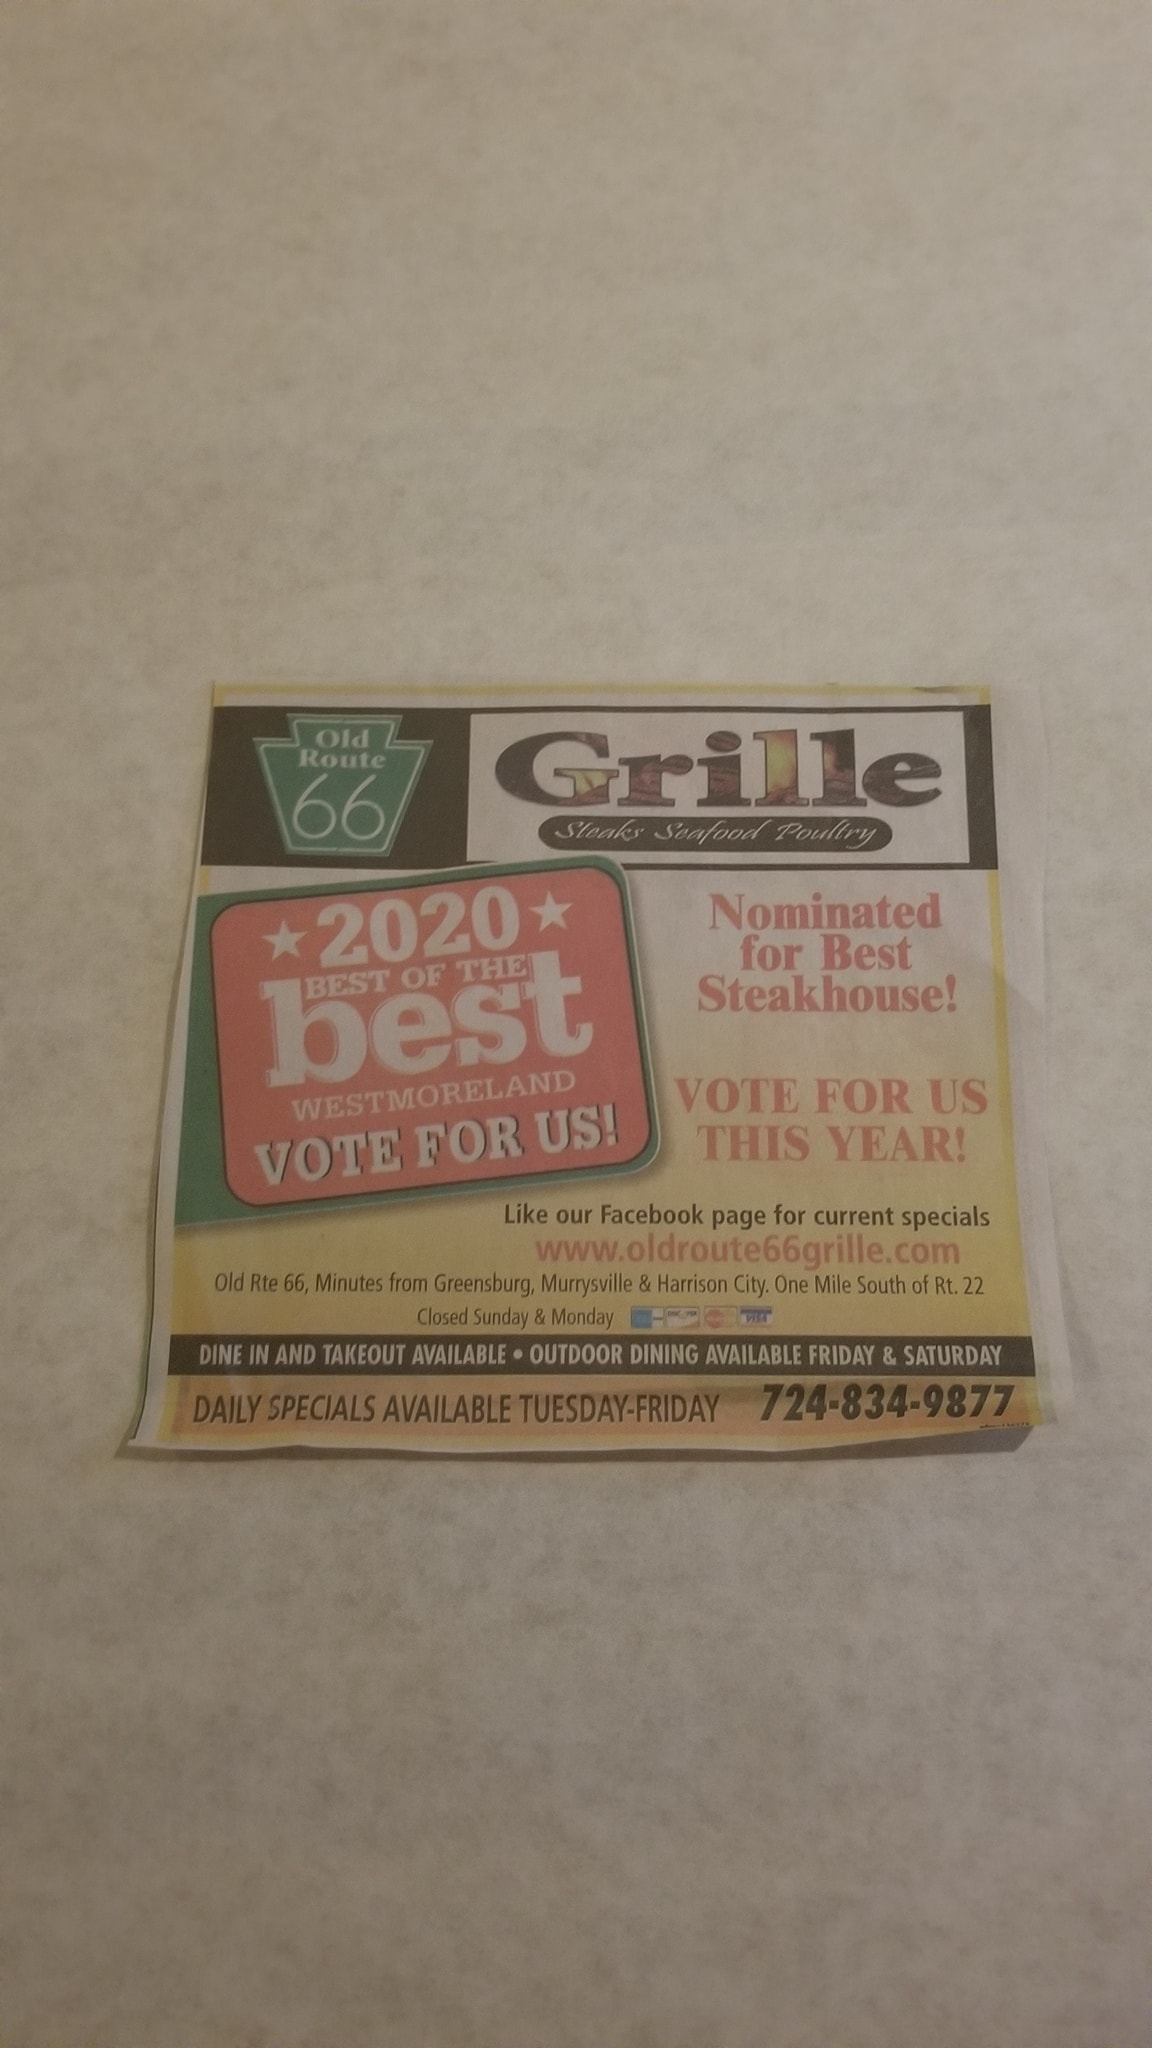 Old
Route
66
Grille
Steaks Seafood Poultry
2020
BEST OF THE
best
WESTMORELAND
VOTE FOR US!
Nominated
for Best
Steakhouse!
VOTE FOR US
THIS YEAR!
Like our Facebook page for current specials
www.oldroute66grille.com
Old Rte 66, Minutes from Greensburg, Murrysville & Harrison City. One Mile South of Rt. 22
Closed Sunday & Monday DISCOVER VISA
DINE IN AND TAKEOUT AVAILABLE • OUTDOOR DINING AVAILABLE FRIDAY & SATURDAY
DAILY SPECIALS AVAILABLE TUESDAY-FRIDAY 724-834-9877